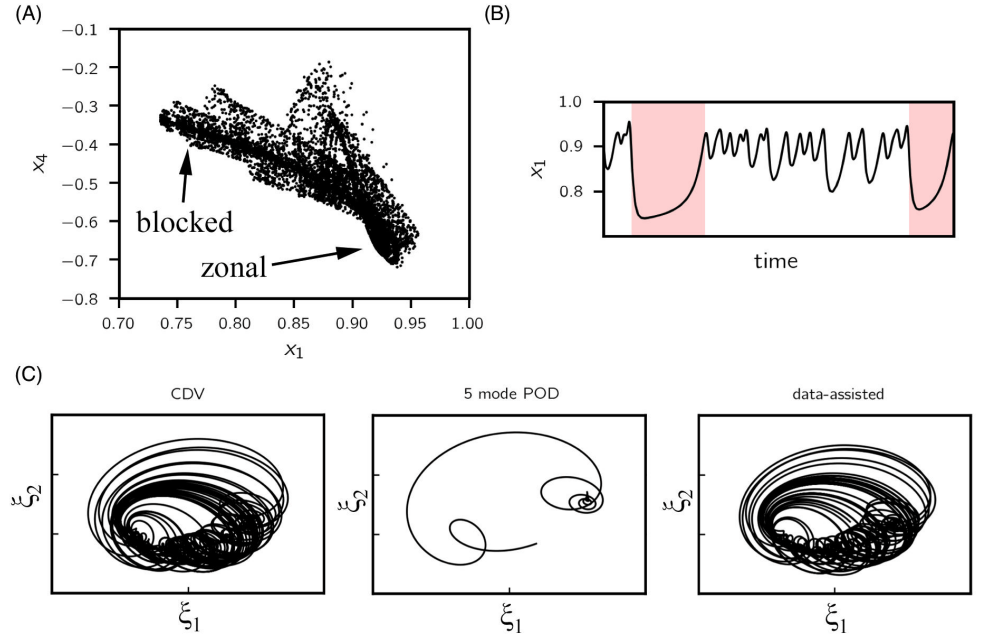 (A)
−0.1
−0.2
−0.3
−0.4
−0.5
−0.6
−0.7
−0.8
x₄
blocked
zonal
0.70 0.75 0.80 0.85 0.90 0.95 1.00
x₁
(B)
1.0
0.9
0.8
x₁
time
(C)
CDV
ξ₂
ξ₁
5 mode POD
ξ₂
ξ₁
data-assisted
ξ₂
ξ₁